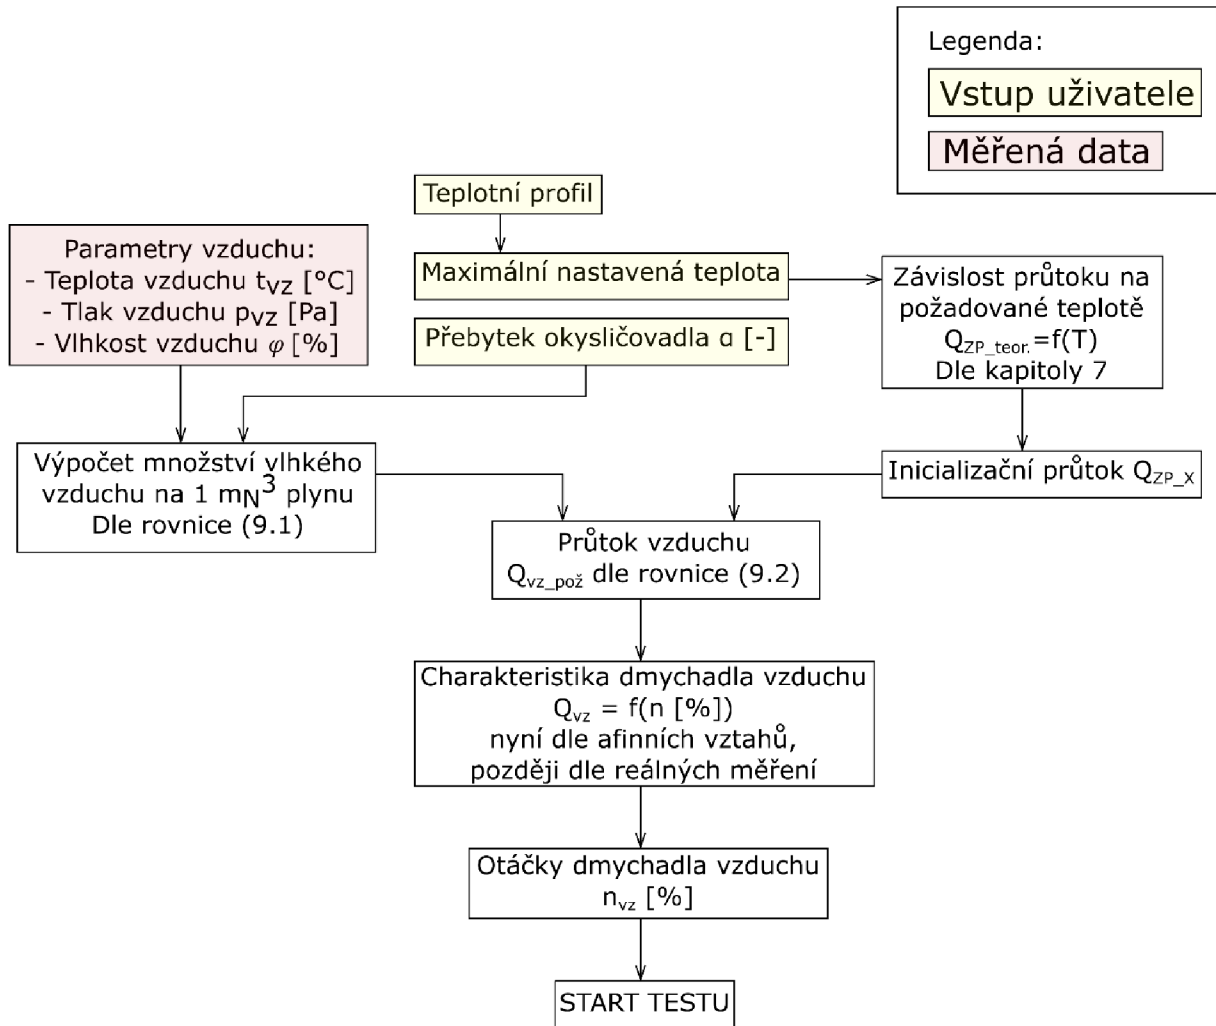 Legenda:
Vstup uživatele
Měřená data
Teplotní profil
Parametry vzduchu:
- Teplota vzduchu tvz [°C]
- Tlak vzduchu pvz [Pa]
- Vlhkost vzduchu φ [%]
Maximální nastavená teplota
Přebytek okysličovadla α [-]
Závislost průtoku na
požadované teplotě
QZP_teor.=f(T)
Dle kapitoly 7
Výpočet množství vlhkého
vzduchu na 1 mN³ plynu
Dle rovnice (9.1)
Inicializační průtok QZP_X
Průtok vzduchu
Qvz_pož dle rovnice (9.2)
Charakteristika dmychadla vzduchu
Qvz = f(n [%])
nyní dle afinních vztahů,
později dle reálných měření
Otáčky dmychadla vzduchu
nvz [%]
START TESTU